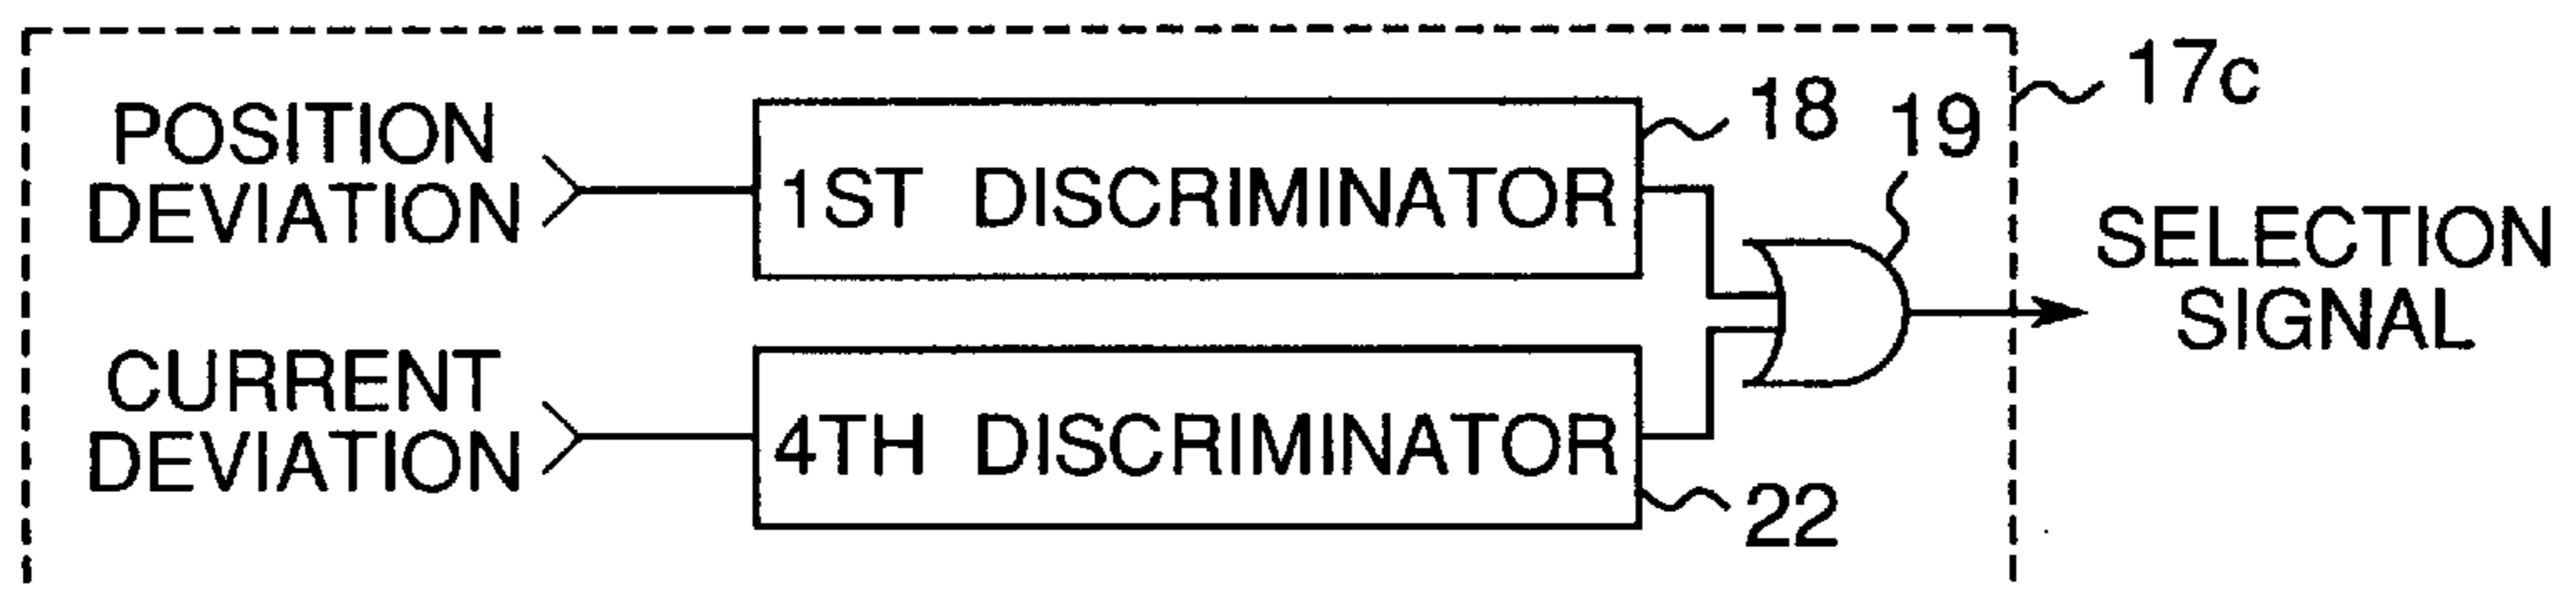 17c
POSITION
DEVIATION
1ST DISCRIMINATOR
18
19
SELECTION
SIGNAL
CURRENT
DEVIATION
4TH DISCRIMINATOR
22